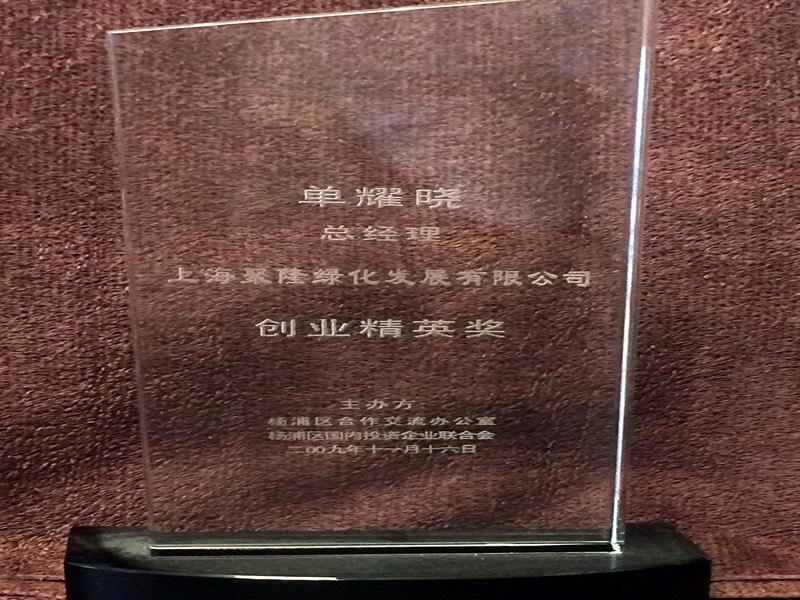 单耀晓
总经理
上海聚隆绿化发展有限公司
创业精英奖
主办方:
杨浦区合作交流办公室
杨浦区国内投资企业联合会
二00九年十一月十六日